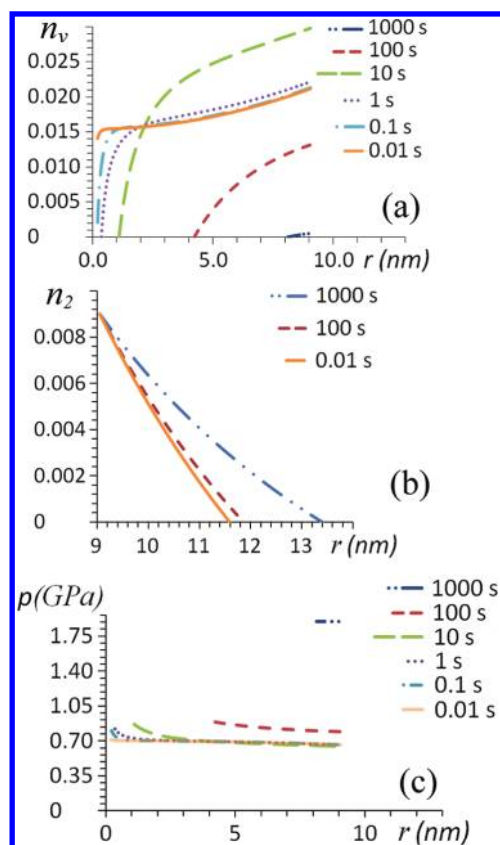 nᵥ
0.025
0.020
0.015
0.010
0.005
0
0.0 5.0 10.0
r (nm)
1000 s
100 s
10 s
1 s
0.1 s
0.01 s
(a)
n₂
0.008
0.006
0.004
0.002
0
9 10 11 12 13
r (nm)
1000 s
100 s
0.01 s
(b)
p(GPa)
1.75
1.40
1.05
0.70
0.35
0
0 5 10
r (nm)
1000 s
100 s
10 s
1 s
0.1 s
0.01 s
(c)